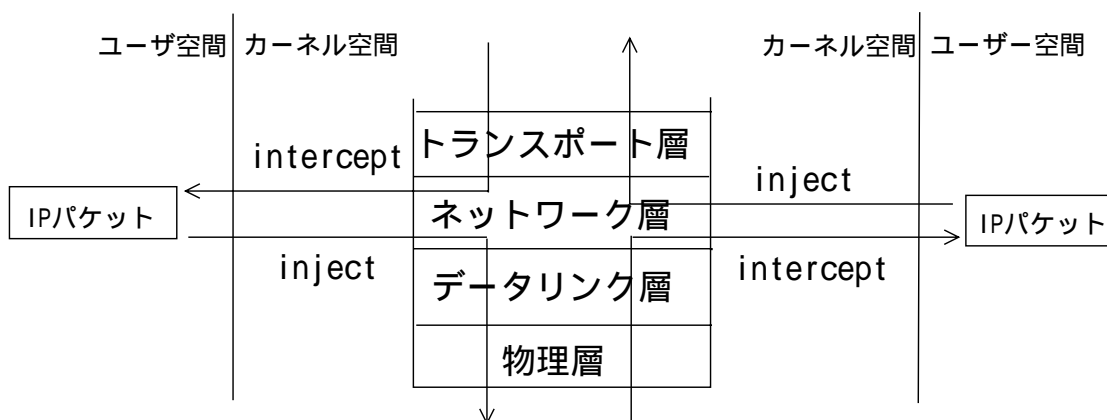 ユーザ空間 カーネル空間 カーネル空間 ユーザー空間
トランスポート層
intercept
inject
ネットワーク層
IPパケット
IPパケット
inject
intercept
データリンク層
物理層